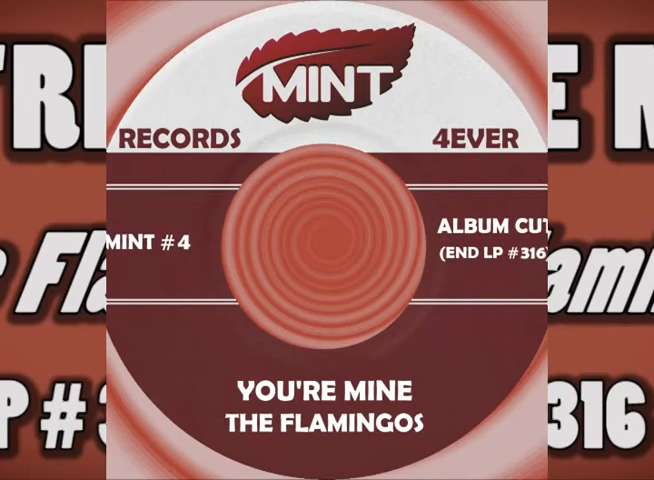 MINT
RECORDS 4EVER
MINT #4
ALBUM CUT
(END LP #316)
YOU'RE MINE
THE FLAMINGOS